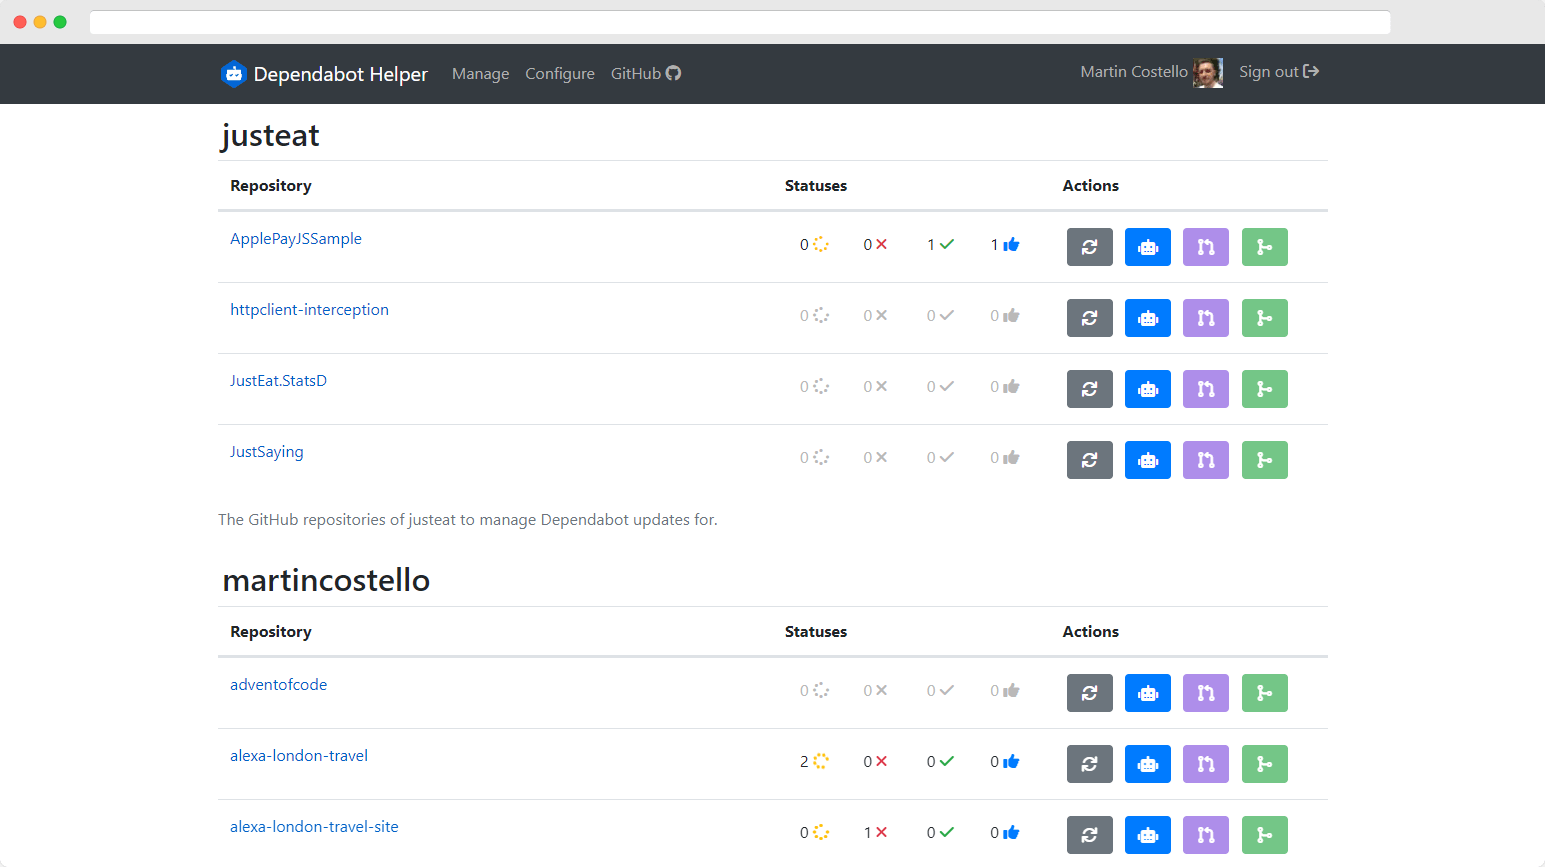 Dependabot Helper Manage Configure GitHub Martin Costello Sign out
justeat
Repository Statuses Actions
ApplePayJSSample 0 0 1 1
httpclient-interception 0 0 0 0
JustEat.StatsD 0 0 0 0
JustSaying 0 0 0 0
The GitHub repositories of justeat to manage Dependabot updates for.
martincostello
Repository Statuses Actions
adventofcode 0 0 0 0
alexa-london-travel 2 0 0 0
alexa-london-travel-site 0 1 0 0